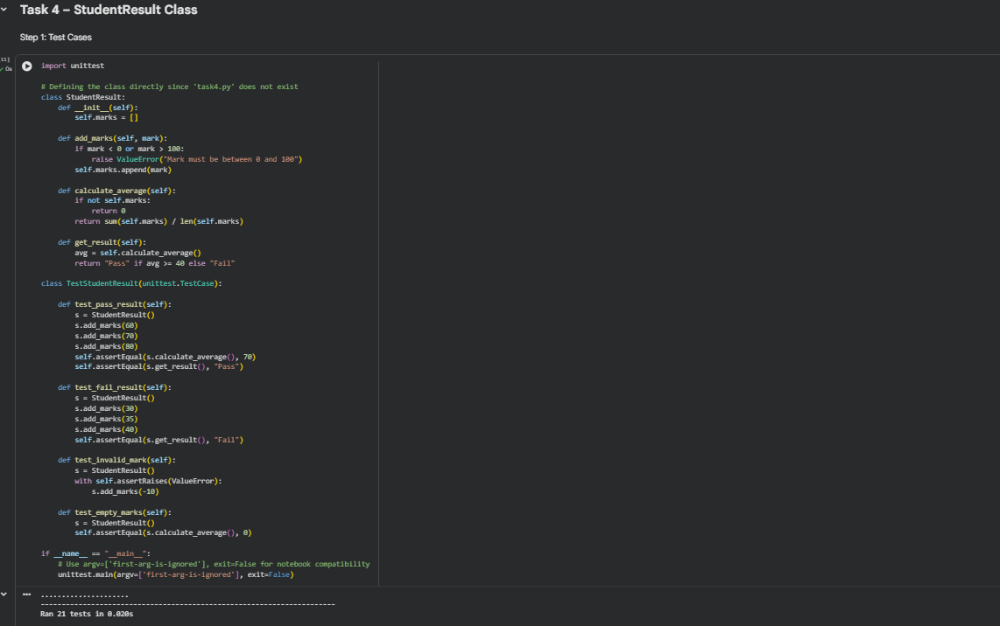 Task 4 – StudentResult Class
Step 1: Test Cases
11]
0s
import unittest
# Defining the class directly since 'task4.py' does not exist
class StudentResult:
    def __init__(self):
        self.marks = []
    def add_marks(self, mark):
        if mark < 0 or mark > 100:
            raise ValueError("Mark must be between 0 and 100")
        self.marks.append(mark)
    def calculate_average(self):
        if not self.marks:
            return 0
        return sum(self.marks) / len(self.marks)
    def get_result(self):
        avg = self.calculate_average()
        return "Pass" if avg >= 40 else "Fail"
class TestStudentResult(unittest.TestCase):
    def test_pass_result(self):
        s = StudentResult()
        s.add_marks(60)
        s.add_marks(70)
        s.add_marks(80)
        self.assertEqual(s.calculate_average(), 70)
        self.assertEqual(s.get_result(), "Pass")
    def test_fail_result(self):
        s = StudentResult()
        s.add_marks(30)
        s.add_marks(35)
        s.add_marks(40)
        self.assertEqual(s.get_result(), "Fail")
    def test_invalid_mark(self):
        s = StudentResult()
        with self.assertRaises(ValueError):
            s.add_marks(-10)
    def test_empty_marks(self):
        s = StudentResult()
        self.assertEqual(s.calculate_average(), 0)
if __name__ == "__main__":
    # Use argv=['first-arg-is-ignored'], exit=False for notebook compatibility
    unittest.main(argv=['first-arg-is-ignored'], exit=False)
.....................
----------------------------------------------------------------------
Ran 21 tests in 0.020s